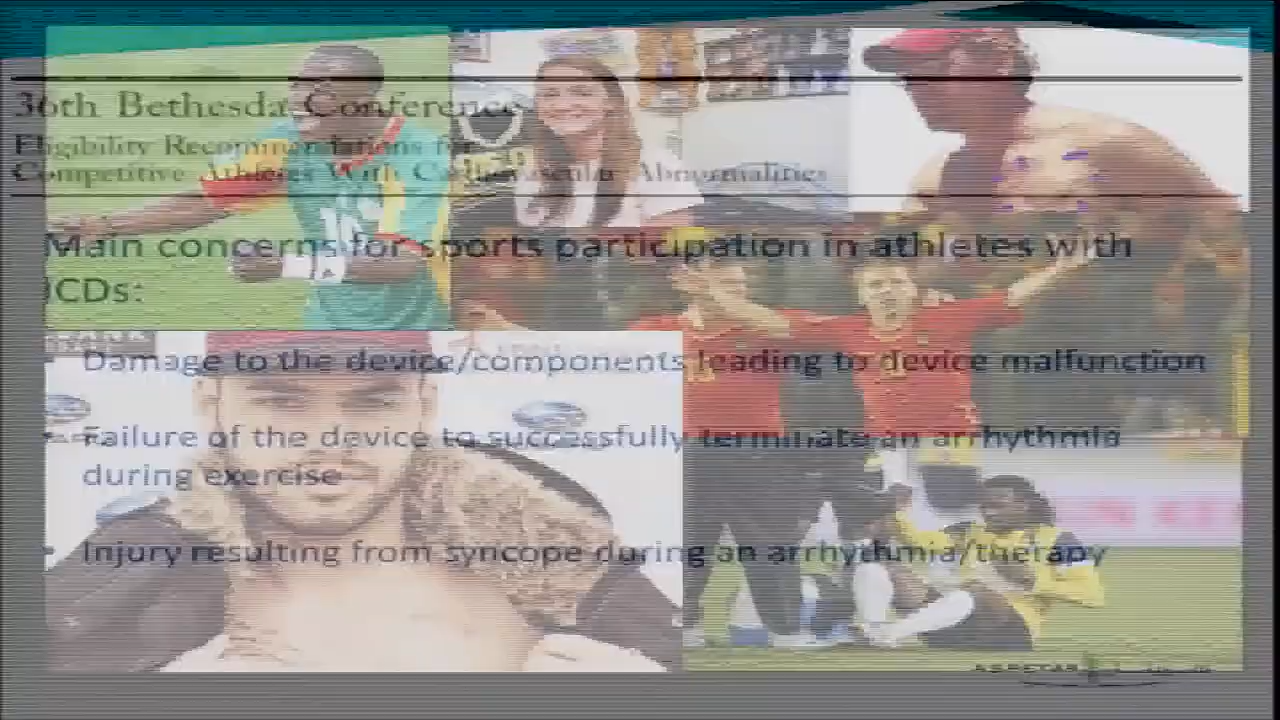 36th Bethesda Conference
Eligibility Recommendations for
Competitive Athletes With Cardiovascular Abnormalities
Main concerns for sports participation in athletes with
ICDs:
Damage to the device/components leading to device malfunction
• Failure of the device to successfully terminate an arrhythmia
during exercise
• Injury resulting from syncope during an arrhythmia/therapy
ASPETAR